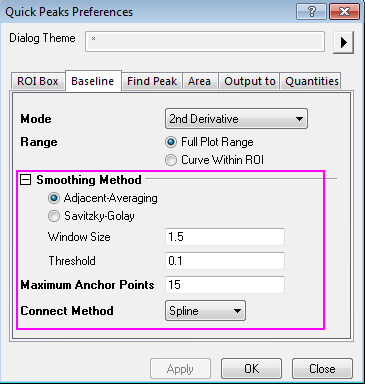 Quick Peaks Preferences
Dialog Theme *
ROI Box Baseline Find Peak Area Output to Quantities
Mode 2nd Derivative
Range Full Plot Range
Curve Within ROI
Smoothing Method
Adjacent-Averaging
Savitzky-Golay
Window Size 1.5
Threshold 0.1
Maximum Anchor Points 15
Connect Method Spline
Apply OK Close